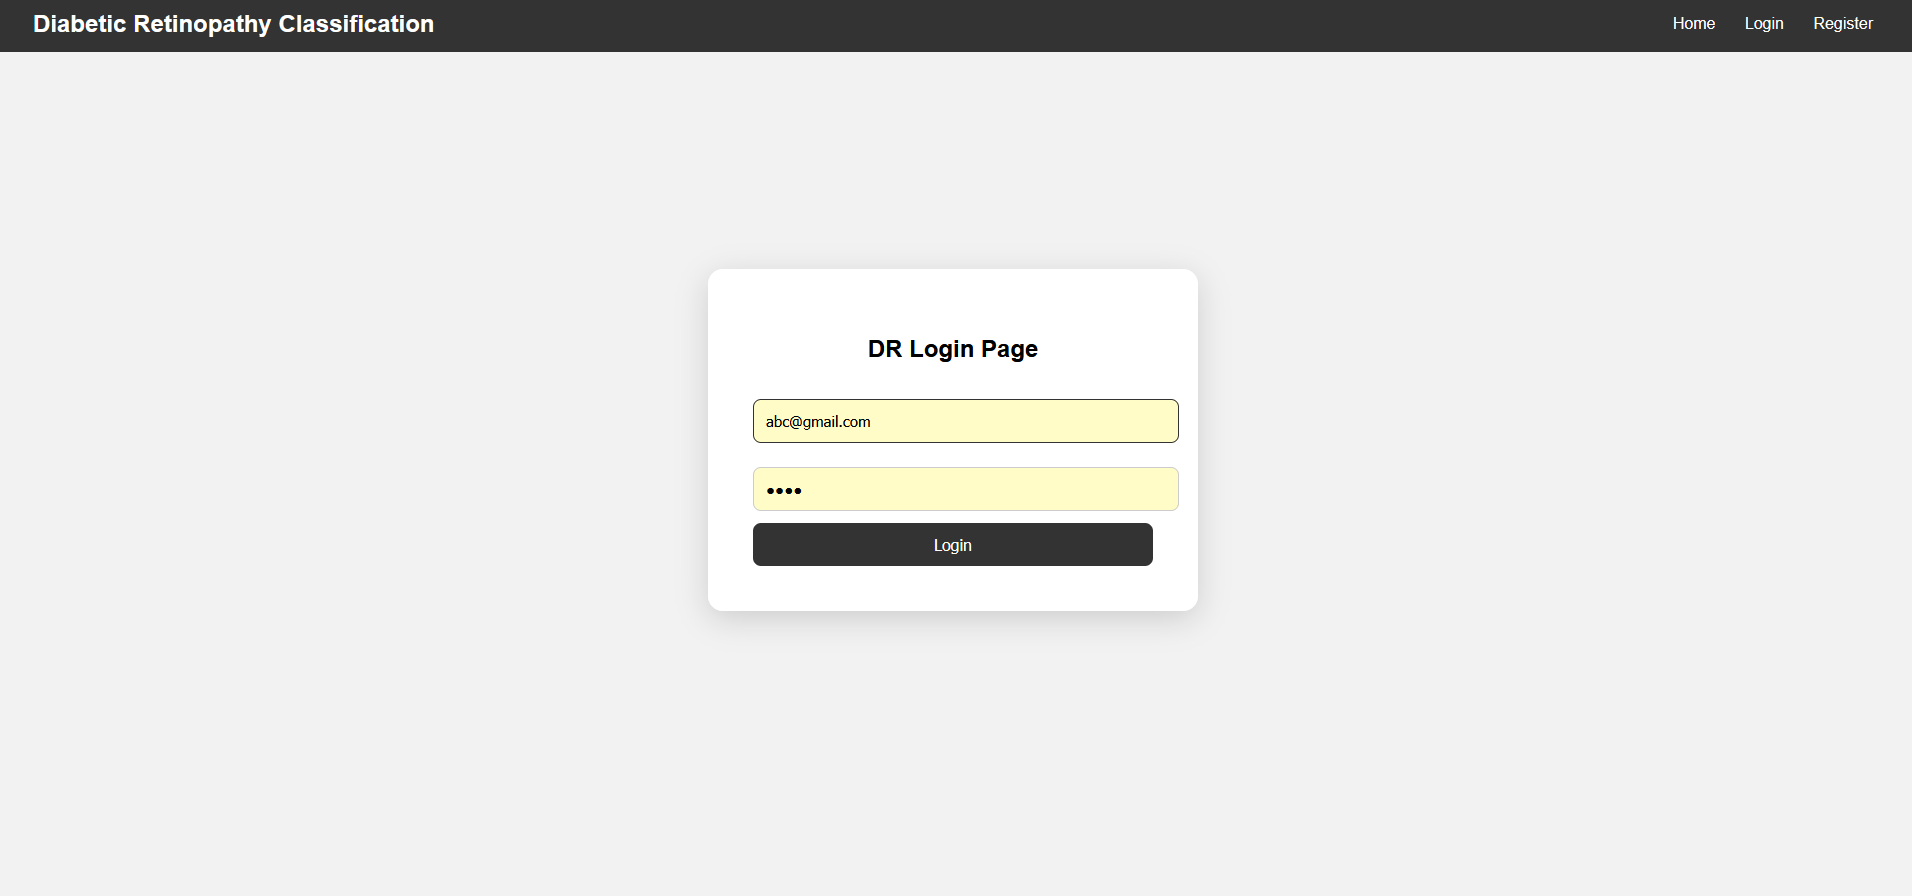 Diabetic Retinopathy Classification
Home Login Register
DR Login Page
abc@gmail.com
••••
Login